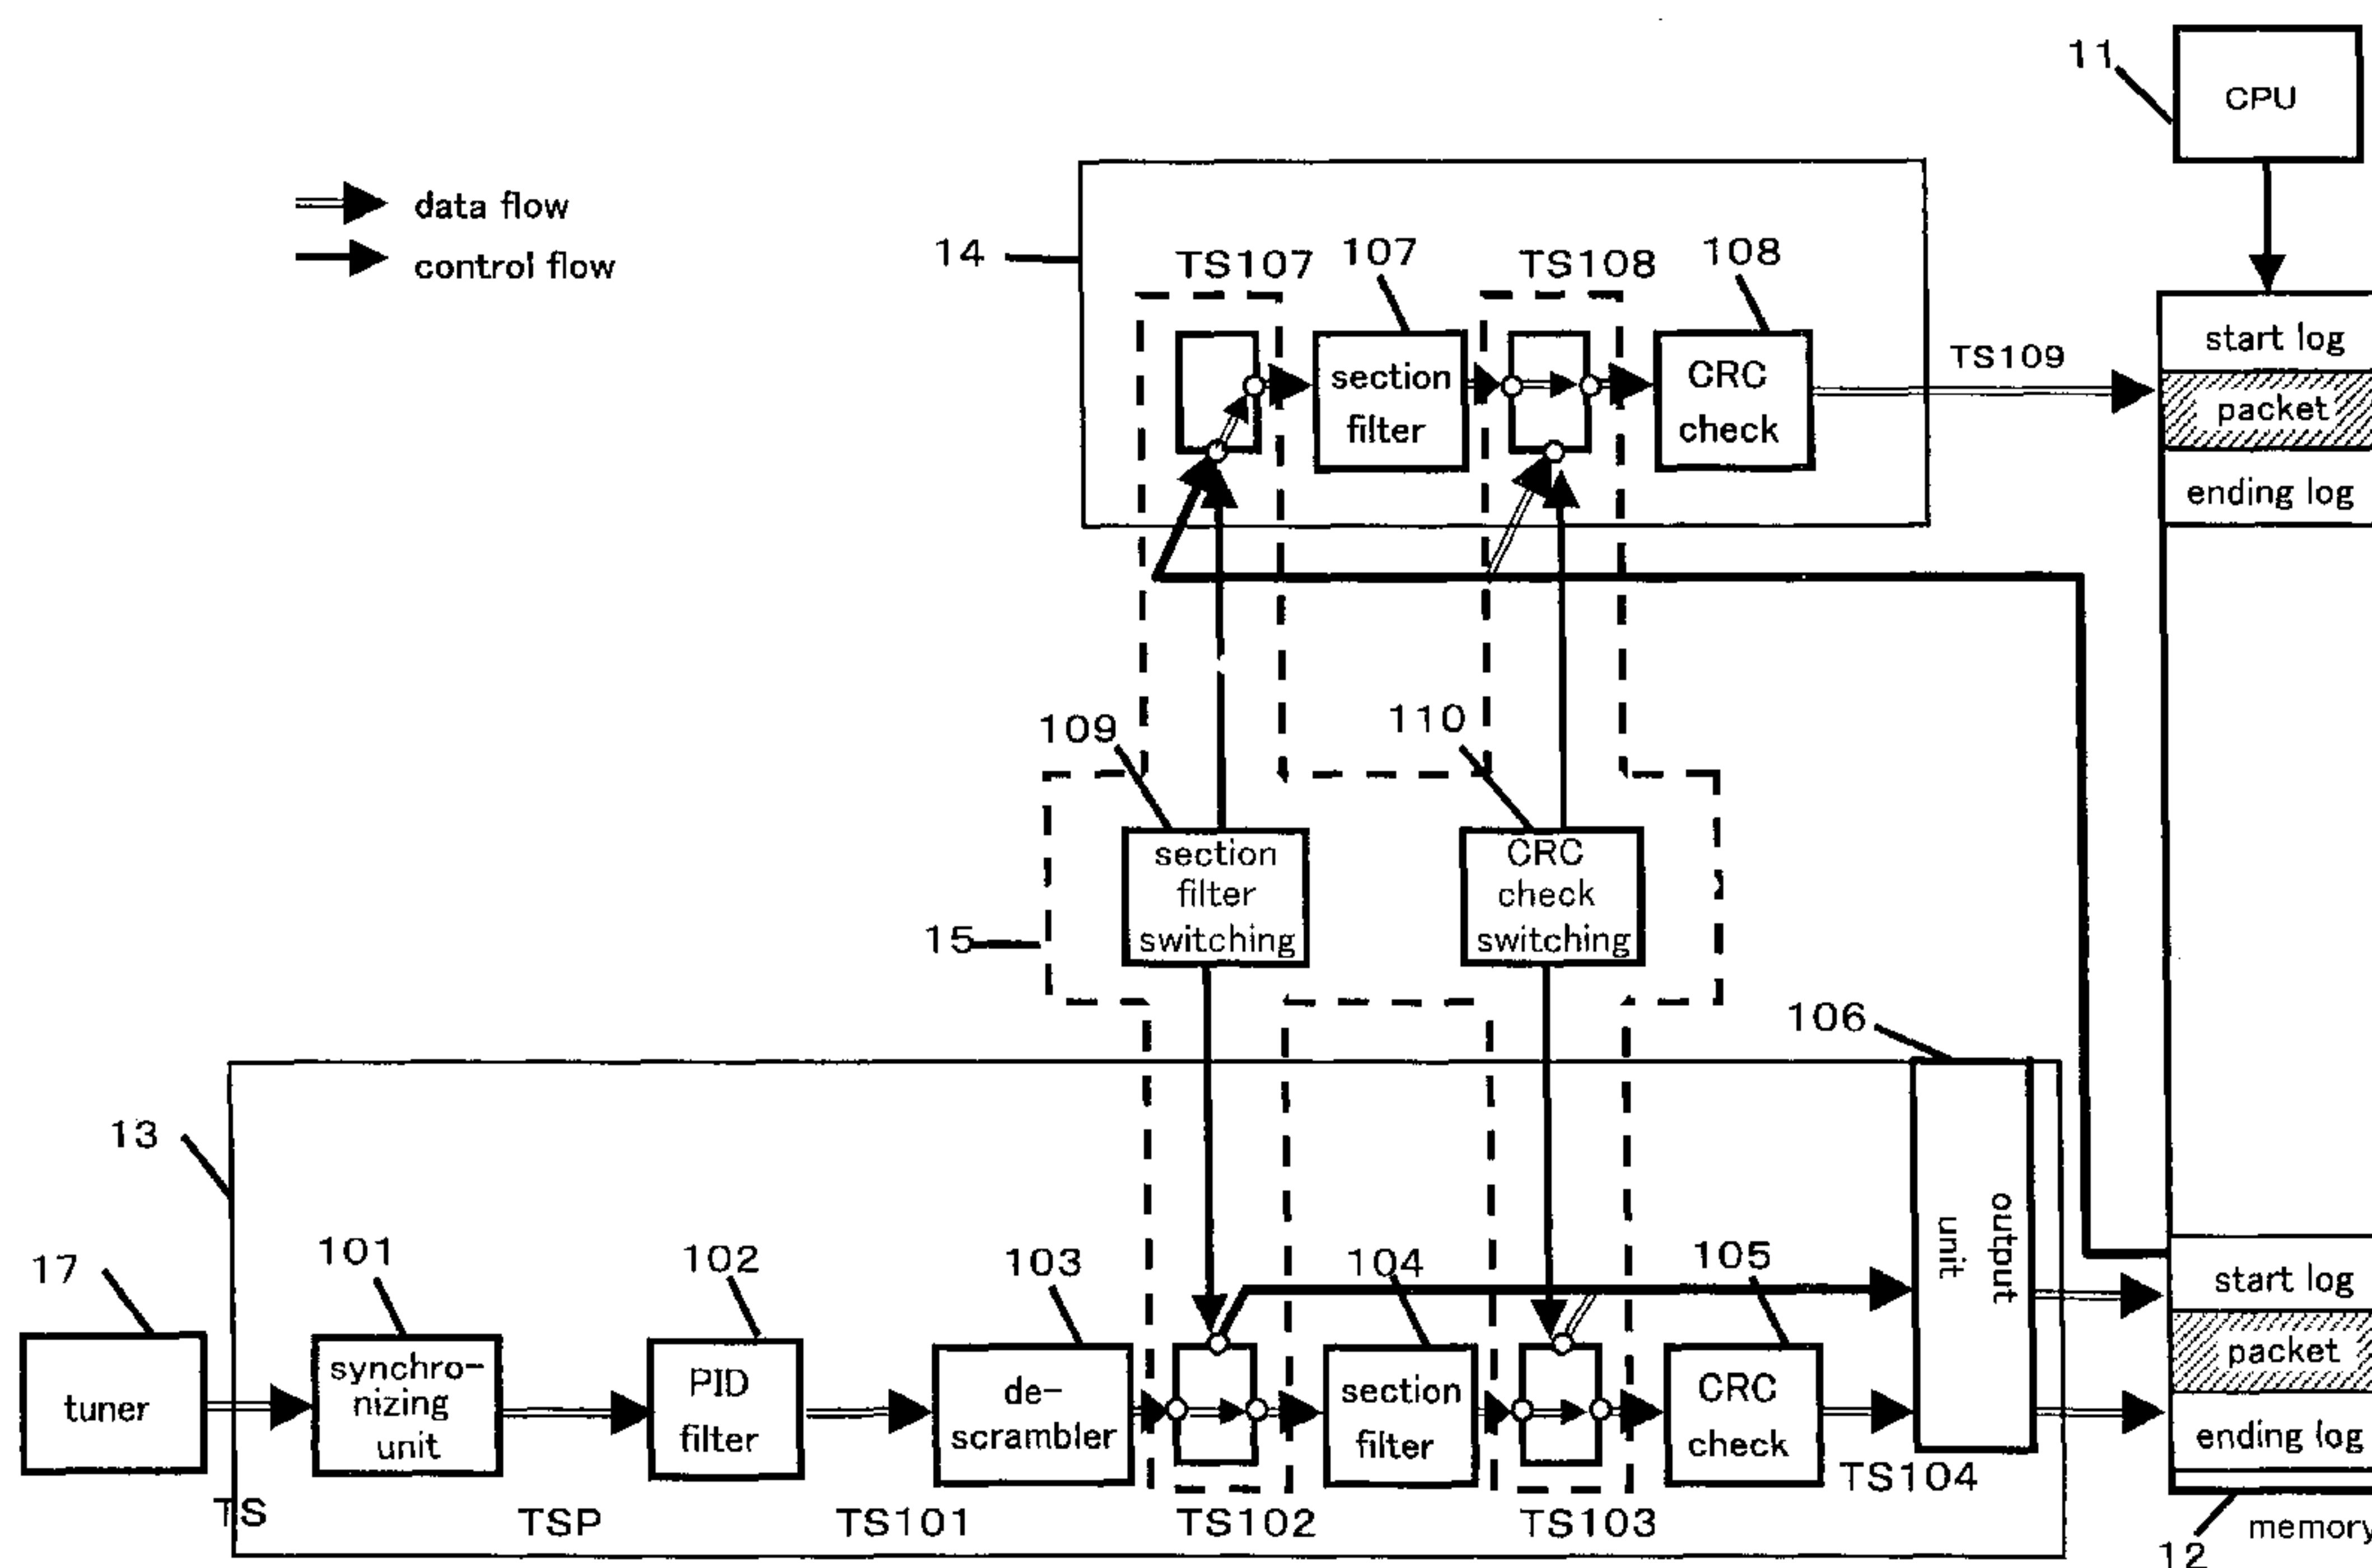 11
CPU
data flow
control flow
14
TS107
107
TS108
108
section
filter
CRC
check
TS109
start log
packet
ending log
109
110
section
filter
switching
CRC
check
switching
15
106
13
output
unit
17
101
102
103
104
105
tuner
synchro-
nizing
unit
PID
filter
de-
scrambler
section
filter
CRC
check
start log
packet
ending log
TS
TSP
TS101
TS102
TS103
TS104
memory
12